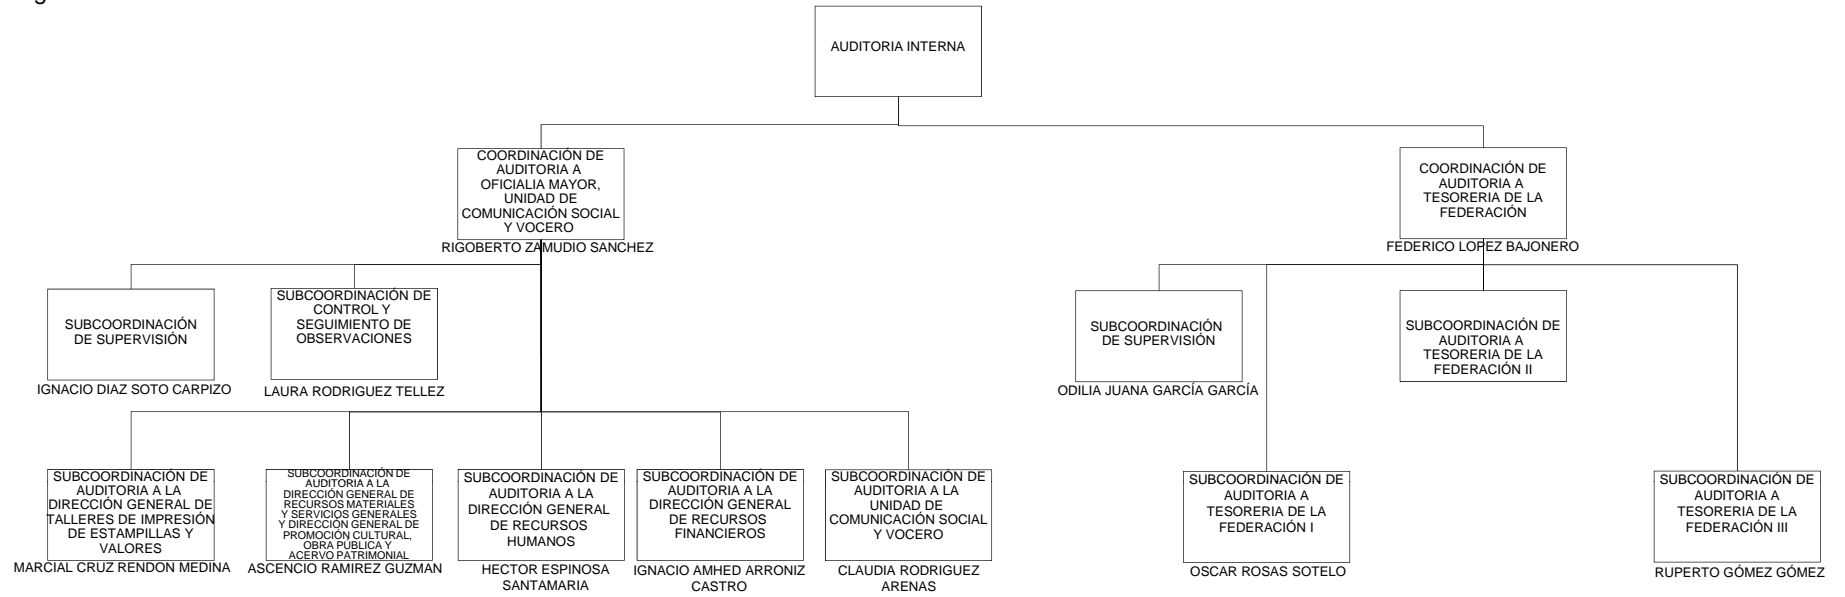 AUDITORIA INTERNA
COORDINACIÓN DE
AUDITORIA A
OFICIALIA MAYOR,
UNIDAD DE
COMUNICACIÓN SOCIAL
Y VOCERO
RIGOBERTO ZAMUDIO SANCHEZ
COORDINACIÓN DE
AUDITORIA A
TESORERIA DE LA
FEDERACIÓN
FEDERICO LOPEZ BAJONERO
SUBCOORDINACIÓN
DE SUPERVISIÓN
IGNACIO DIAZ SOTO CARPIZO
SUBCOORDINACIÓN DE
CONTROL Y
SEGUIMIENTO DE
OBSERVACIONES
LAURA RODRIGUEZ TELLEZ
SUBCOORDINACIÓN
DE SUPERVISIÓN
ODILIA JUANA GARCÍA GARCÍA
SUBCOORDINACIÓN DE
AUDITORIA A
TESORERIA DE LA
FEDERACIÓN II
SUBCOORDINACIÓN DE
AUDITORIA A LA
DIRECCIÓN GENERAL DE
TALLERES DE IMPRESIÓN
DE ESTAMPILLAS Y
VALORES
MARCIAL CRUZ RENDON MEDINA
SUBCOORDINACIÓN DE
AUDITORIA A LA
DIRECCIÓN GENERAL DE
RECURSOS MATERIALES
Y SERVICIOS GENERALES
Y DIRECCIÓN GENERAL DE
PROMOCIÓN CULTURAL,
OBRA PÚBLICA Y
ACERVO PATRIMONIAL
ASCENCIO RAMIREZ GUZMAN
SUBCOORDINACIÓN DE
AUDITORIA A LA
DIRECCIÓN GENERAL
DE RECURSOS
HUMANOS
HECTOR ESPINOSA
SANTAMARIA
SUBCOORDINACIÓN DE
AUDITORIA A LA
DIRECCIÓN GENERAL
DE RECURSOS
FINANCIEROS
IGNACIO AMHED ARRONIZ
CASTRO
SUBCOORDINACIÓN DE
AUDITORIA A LA
UNIDAD DE
COMUNICACIÓN SOCIAL
Y VOCERO
CLAUDIA RODRIGUEZ
ARENAS
SUBCOORDINACIÓN DE
AUDITORIA A
TESORERIA DE LA
FEDERACIÓN I
OSCAR ROSAS SOTELO
SUBCOORDINACIÓN DE
AUDITORIA A
TESORERIA DE LA
FEDERACIÓN III
RUPERTO GÓMEZ GÓMEZ